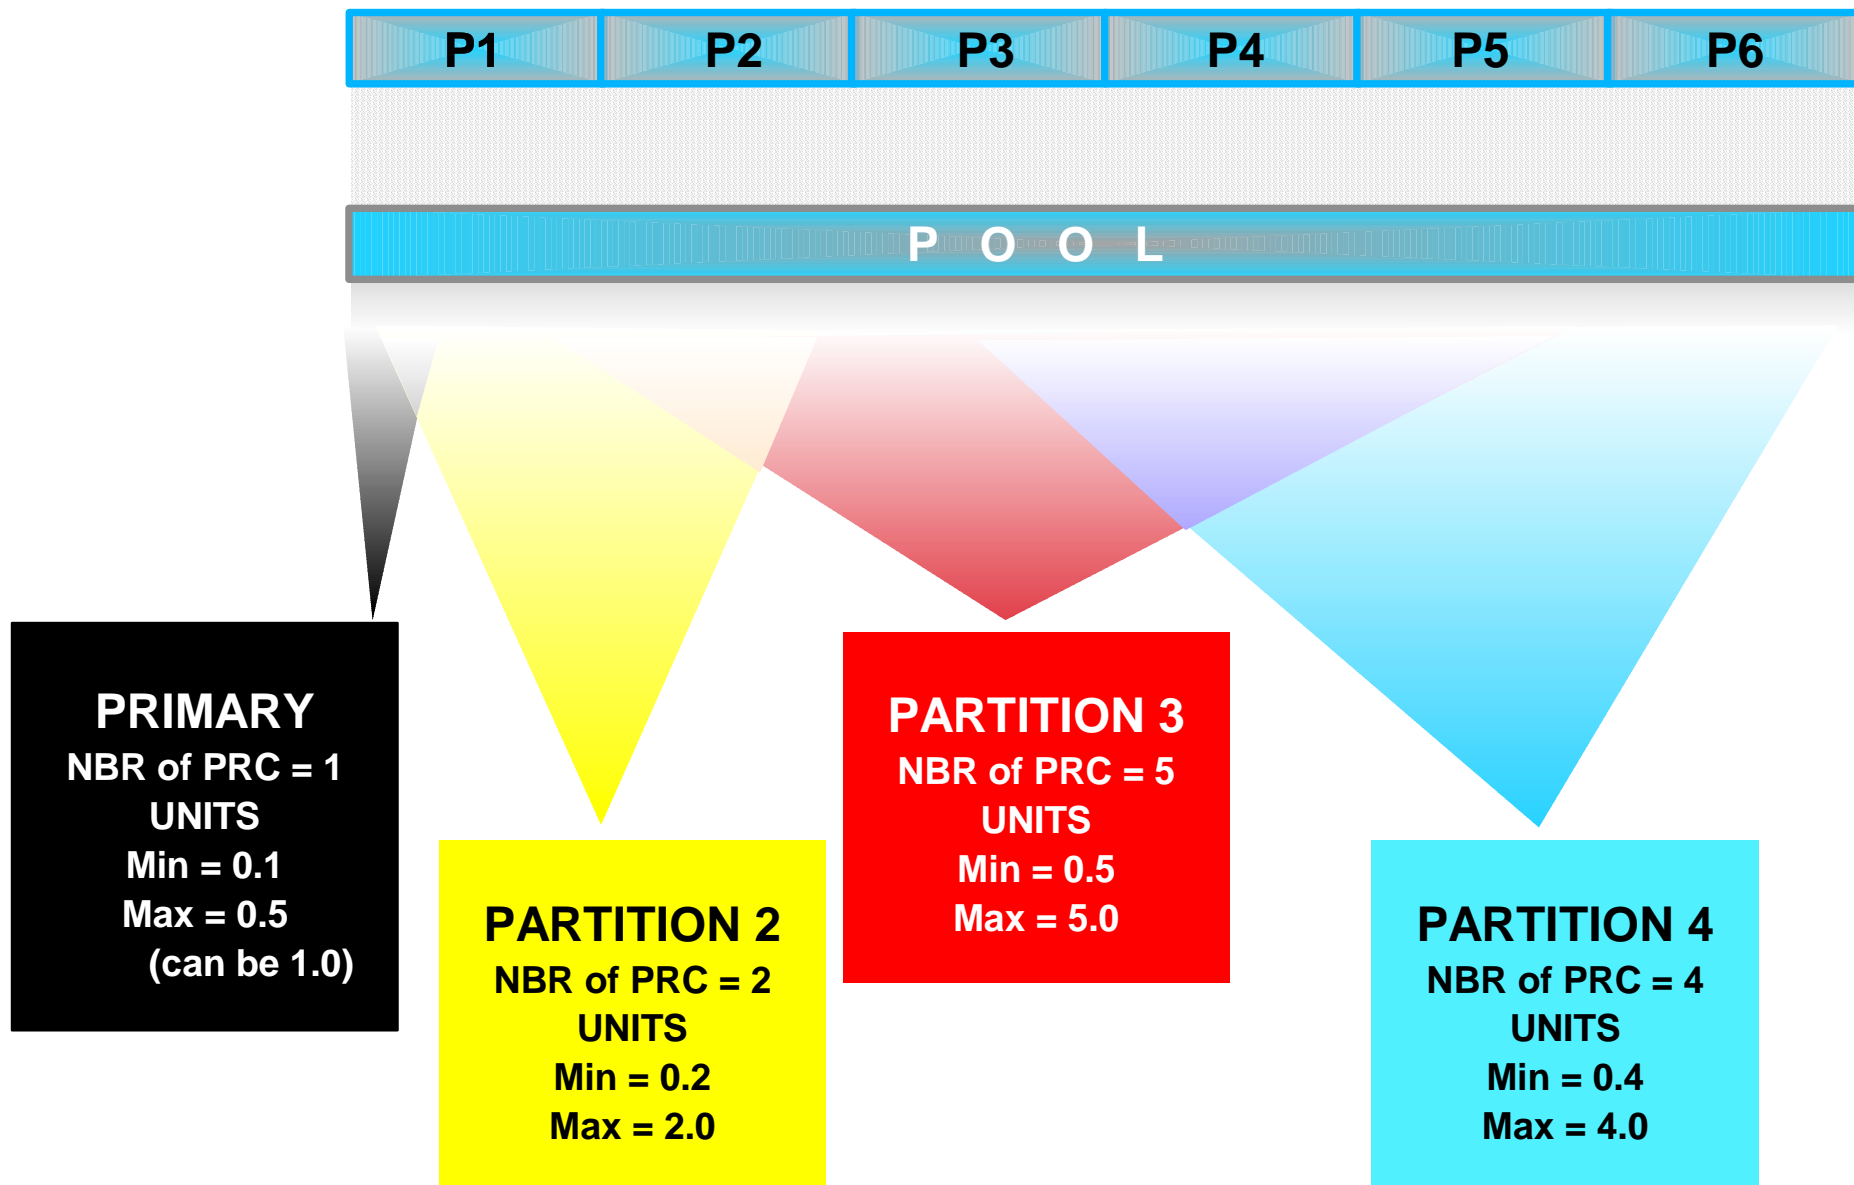 P1 P2 P3 P4 P5 P6
P O O L
PRIMARY
NBR of PRC = 1
UNITS
Min = 0.1
Max = 0.5
(can be 1.0)
PARTITION 2
NBR of PRC = 2
UNITS
Min = 0.2
Max = 2.0
PARTITION 3
NBR of PRC = 5
UNITS
Min = 0.5
Max = 5.0
PARTITION 4
NBR of PRC = 4
UNITS
Min = 0.4
Max = 4.0